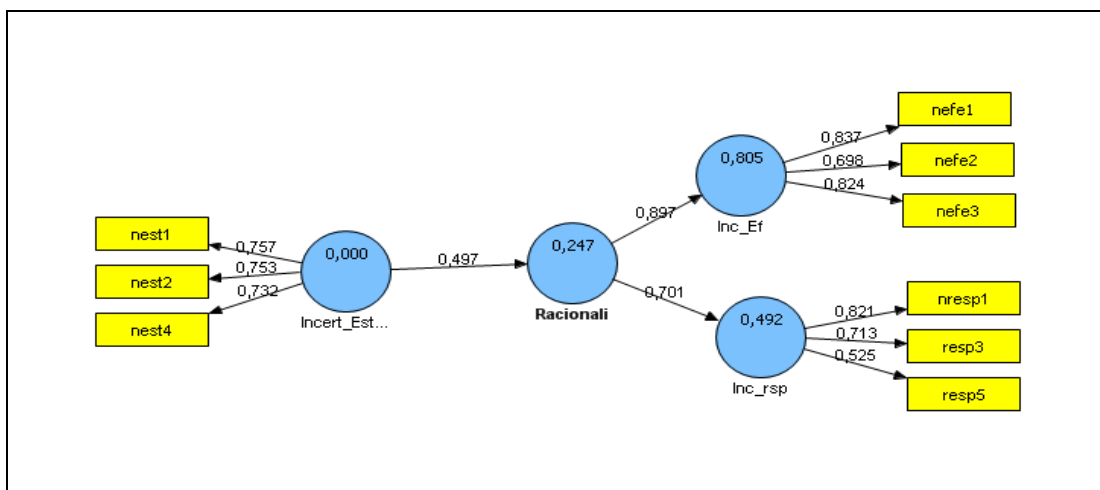 nefe1
0,837
0,805
0,698
nefe2
0,824
nefe3
0,897
Inc_Ef
nest1
0,757
0,000
0,247
nest2
0,753
0,497
0,732
nest4
Incert_Est...
Racionali
0,701
nresp1
0,821
0,492
0,713
resp3
0,525
resp5
Inc_rsp